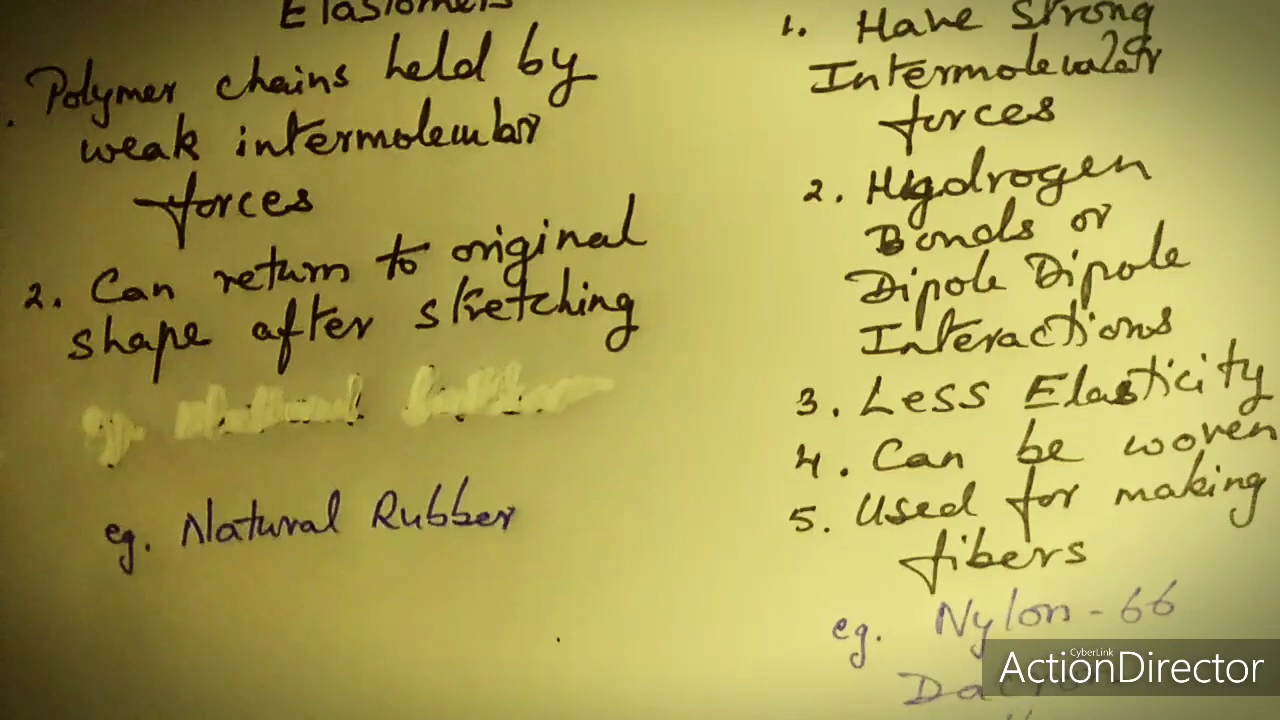 Elastomers
Polymer chains held by
weak intermolecular
forces
2. Can return to original
shape after stretching
eg. Natural Rubber
1. Have Strong
Intermolecular
forces
2. Hydrogen
Bonds or
Dipole Dipole
Interactions
3. Less Elasticity
4. Can be woven
5. Used for making
fibers
eg. Nylon-66
CyberLink
ActionDirector